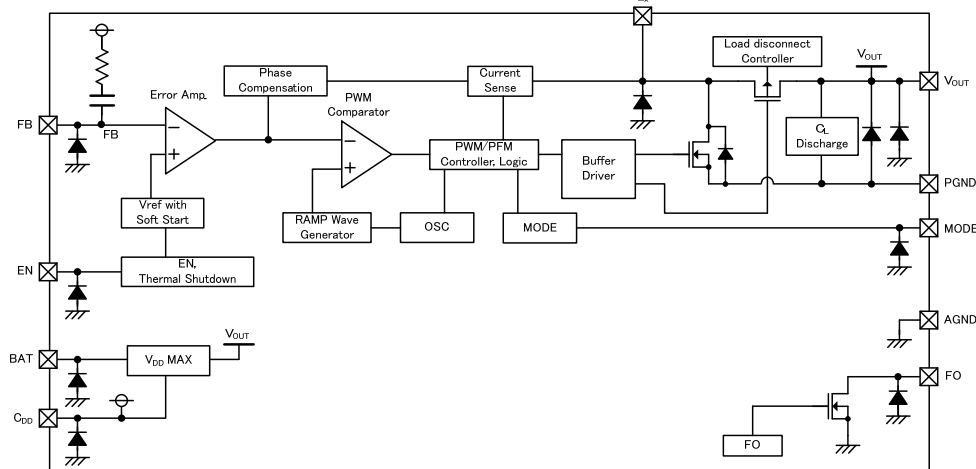 Load disconnect
Controller
VOUT
VOUT
Phase
Compensation
Current
Sense
Error Amp.
PWM
Comparator
FB
FB
CL
Discharge
PWM/PFM
Controller, Logic
Buffer
Driver
PGND
Vref with
Soft Start
RAMP Wave
Generator
OSC
MODE
MODE
EN
EN,
Thermal Shutdown
AGND
VOUT
BAT
VDD MAX
FO
CDD
FO